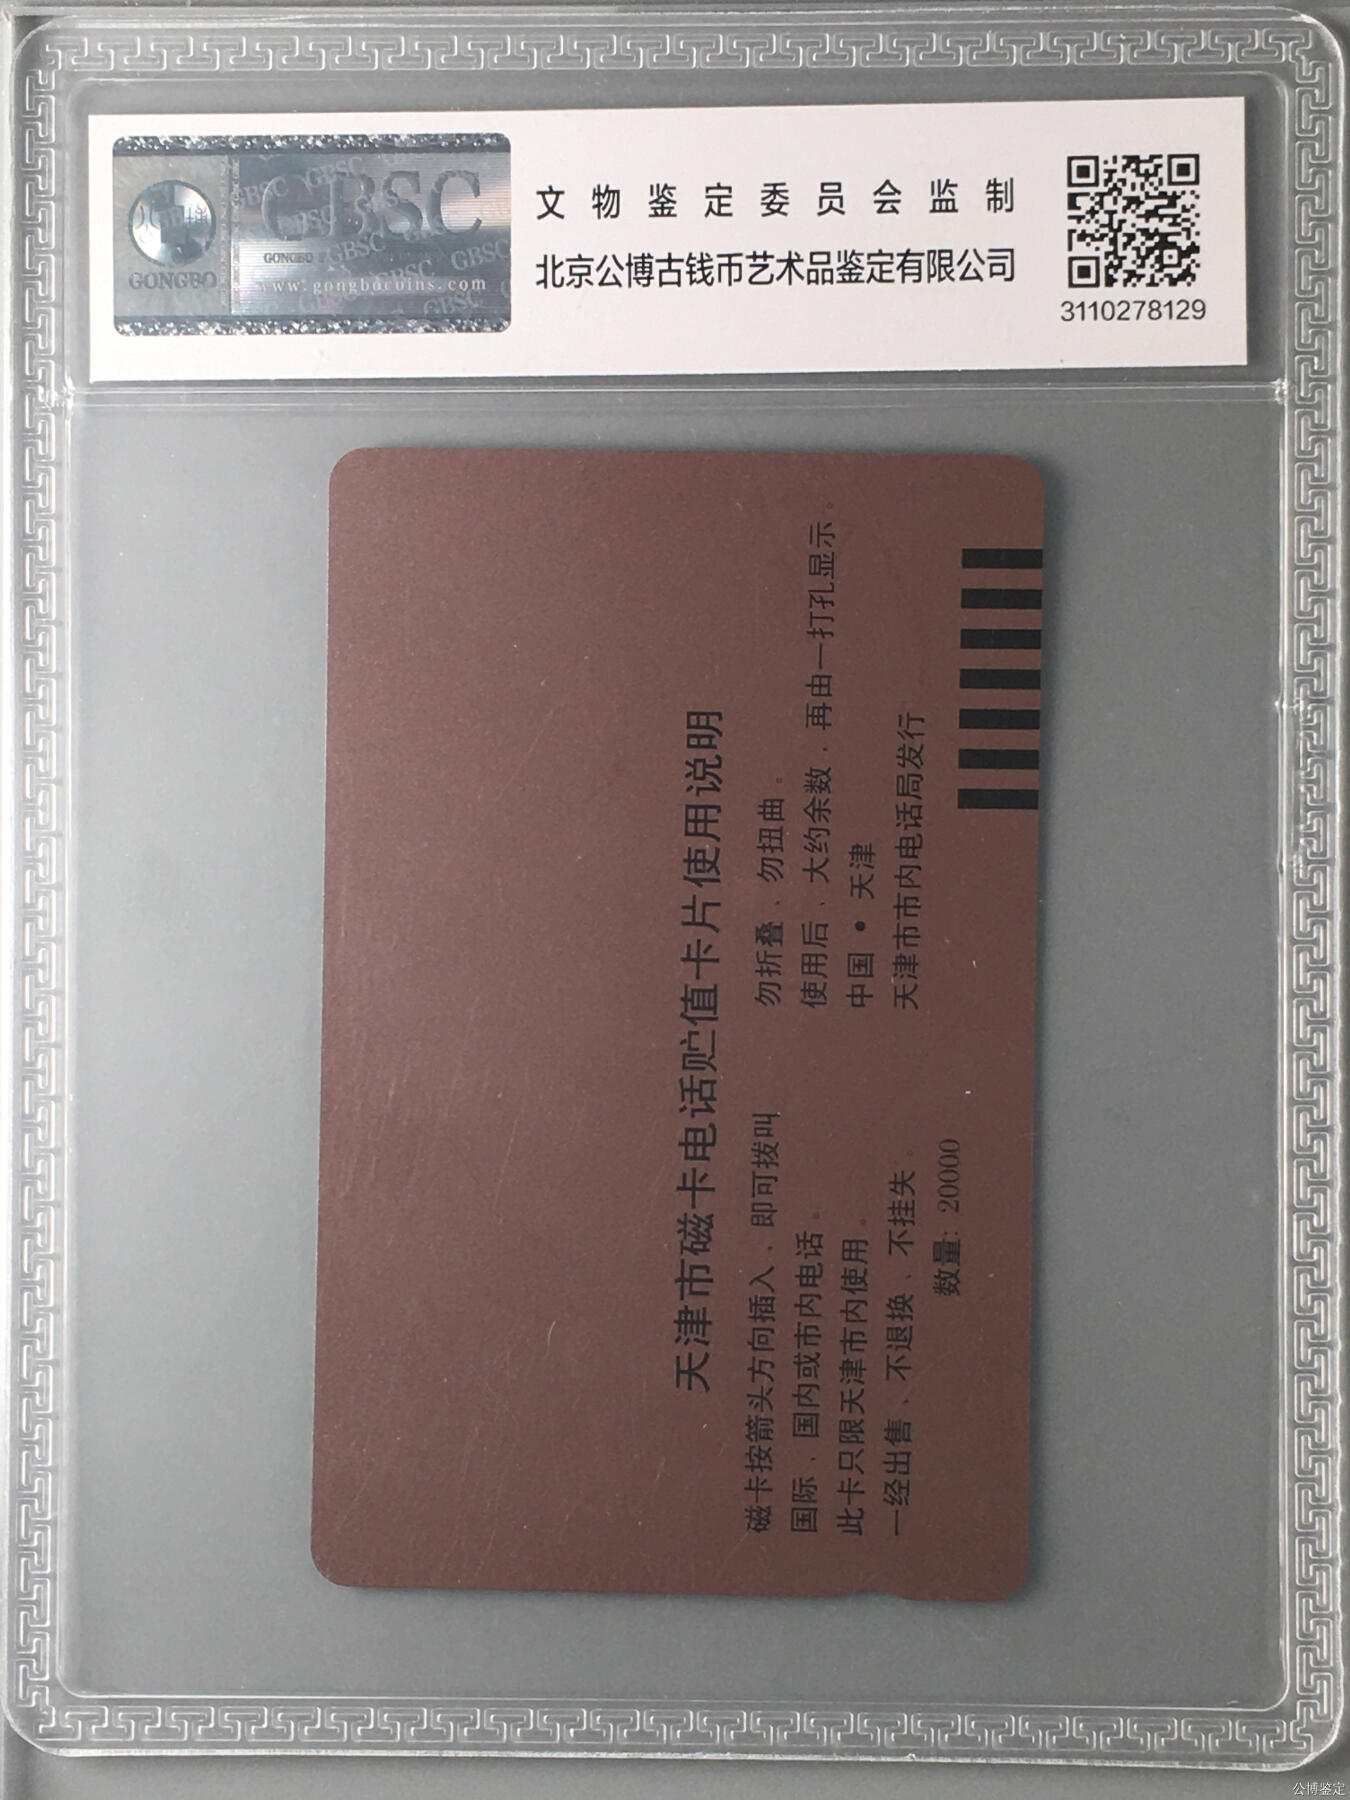 GBSC
GONGBO
www.gongbocoins.com
文物鉴定委员会监制
北京公博古钱币艺术品鉴定有限公司
3110278129
天津市磁卡电话贮值卡片使用说明
磁卡按箭头方向插入、即可拨叫
国际、国内或市内电话。
此卡只限天津市内使用。
一经出售、不退换、不挂失。
数量: 20000
勿折叠、勿扭曲。
使用后、大约余数，再由一打孔显示。
中国•天津
天津市市内电话局发行
公博鉴定